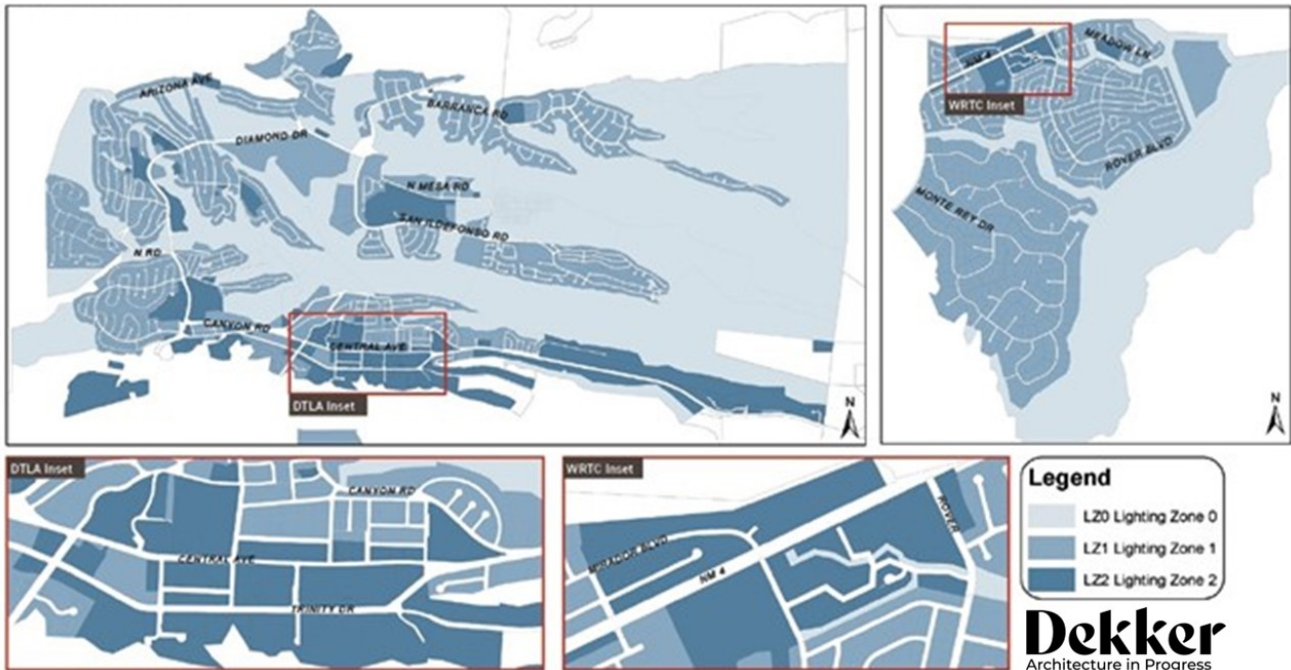 ARIZONA AVE
DIAMOND DR
BARRANCA RD
N MESA RD
SAN ILDEFONSO RD
N RD
CANYON RD
CENTRAL AVE
DTLA Inset
N
NM 4
MEADOW LN
WRTC Inset
ROVER BLVD
MONTE REY DR
N
DTLA Inset
CANYON RD
CENTRAL AVE
TRINITY DR
WRTC Inset
MIRADOR BLVD
NM 4
ROVER
Legend
LZ0 Lighting Zone 0
LZ1 Lighting Zone 1
LZ2 Lighting Zone 2
Dekker
Architecture in Progress